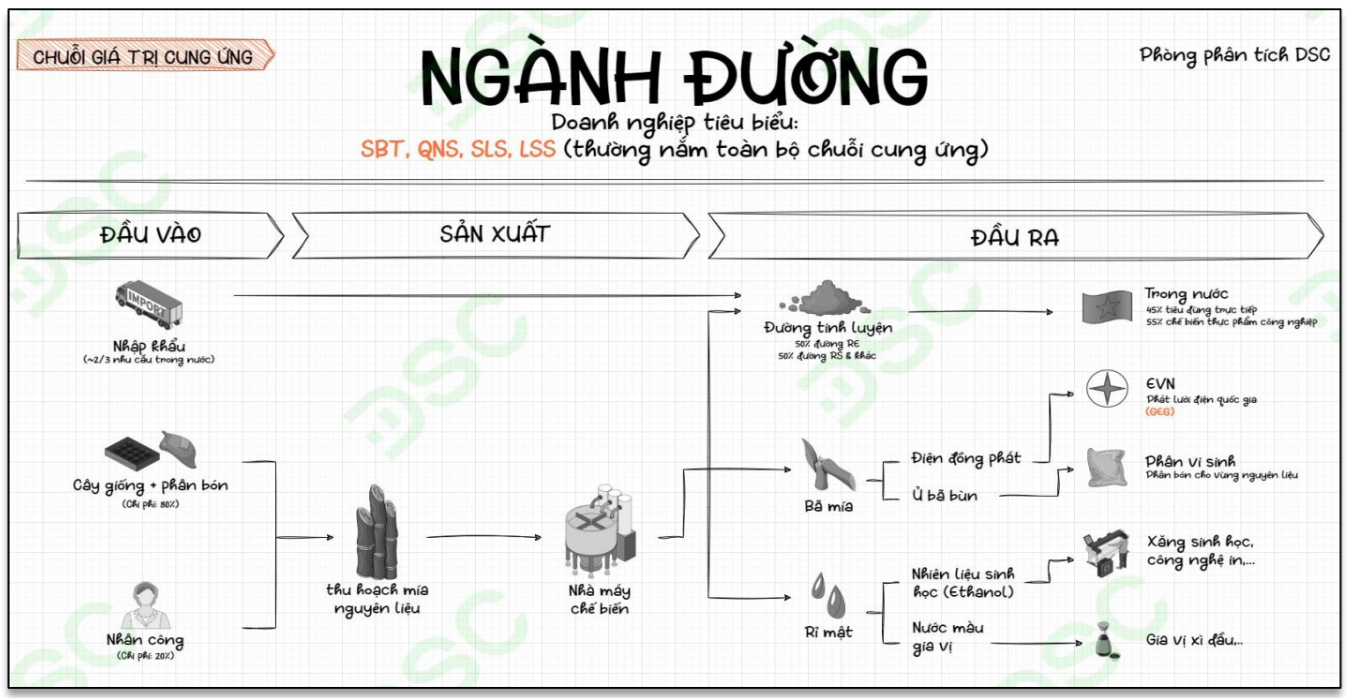 CHUỖI GIÁ TRỊ CUNG ỨNG
NGÀNH ĐƯỜNG
Phòng phân tích DSC
Doanh nghiệp tiêu biểu:
SBT, QNS, SLS, LSS (thường nắm toàn bộ chuỗi cung ứng)
ĐẦU VÀO
SẢN XUẤT
ĐẦU RA
IMPORT
Nhập khẩu
(~2/3 nhu cầu trong nước)
Cây giống + phân bón
(Chi phí: 80%)
Nhân công
(Chi phí: 20%)
thu hoạch mía
nguyên liệu
Nhà máy
chế biến
Đường tinh luyện
50% đường RE
50% đường RS & khác
Trong nước
45% tiêu dùng trực tiếp
55% chế biến thực phẩm công nghiệp
Bã mía
Điện đồng phát
Ủ bã bùn
EVN
Phát lưới điện quốc gia
(GEG)
Phân vi sinh
Phân bón cho vùng nguyên liệu
Rỉ mật
Nhiên liệu sinh
học (Ethanol)
Nước màu
gia vị
Xăng sinh học,
công nghệ in,...
Gia vị xì dầu,..
DSC
DSC
DSC
DSC
DSC